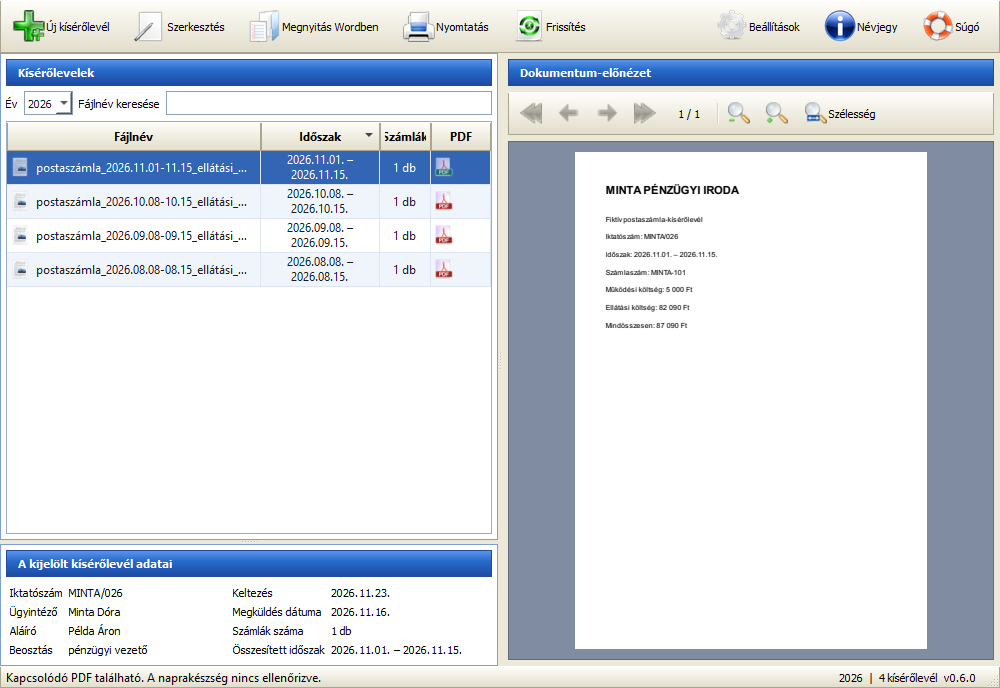 Új kísérőlevél Szerkesztés Megnyitás Wordben Nyomtatás Frissítés Beállítások Névjegy Súgó
Kísérőlevelek
Év 2026 Fájlnév keresése
Fájlnév Időszak Számlák PDF
postaszámla_2026.11.01-11.15_ellátási_... 2026.11.01. – 2026.11.15. 1 db PDF
postaszámla_2026.10.08-10.15_ellátási_... 2026.10.08. – 2026.10.15. 1 db PDF
postaszámla_2026.09.08-09.15_ellátási_... 2026.09.08. – 2026.09.15. 1 db PDF
postaszámla_2026.08.08-08.15_ellátási_... 2026.08.08. – 2026.08.15. 1 db PDF
A kijelölt kísérőlevél adatai
Iktatószám MINTA/026 Keltezés 2026.11.23.
Ügyintéző Minta Dóra Megküldés dátuma 2026.11.16.
Aláíró Példa Áron Számlák száma 1 db
Beosztás pénzügyi vezető Összesített időszak 2026.11.01. – 2026.11.15.
Dokumentum-előnézet
1 / 1 Szélesség
MINTA PÉNZÜGYI IRODA
Fiktív postaszámla-kísérőlevél
Iktatószám: MINTA/026
Időszak: 2026.11.01. – 2026.11.15.
Számlaszám: MINTA-101
Működési költség: 5 000 Ft
Ellátási költség: 82 090 Ft
Mindösszesen: 87 090 Ft
Kapcsolódó PDF található. A naprakészség nincs ellenőrizve. 2026 | 4 kísérőlevél v0.6.0